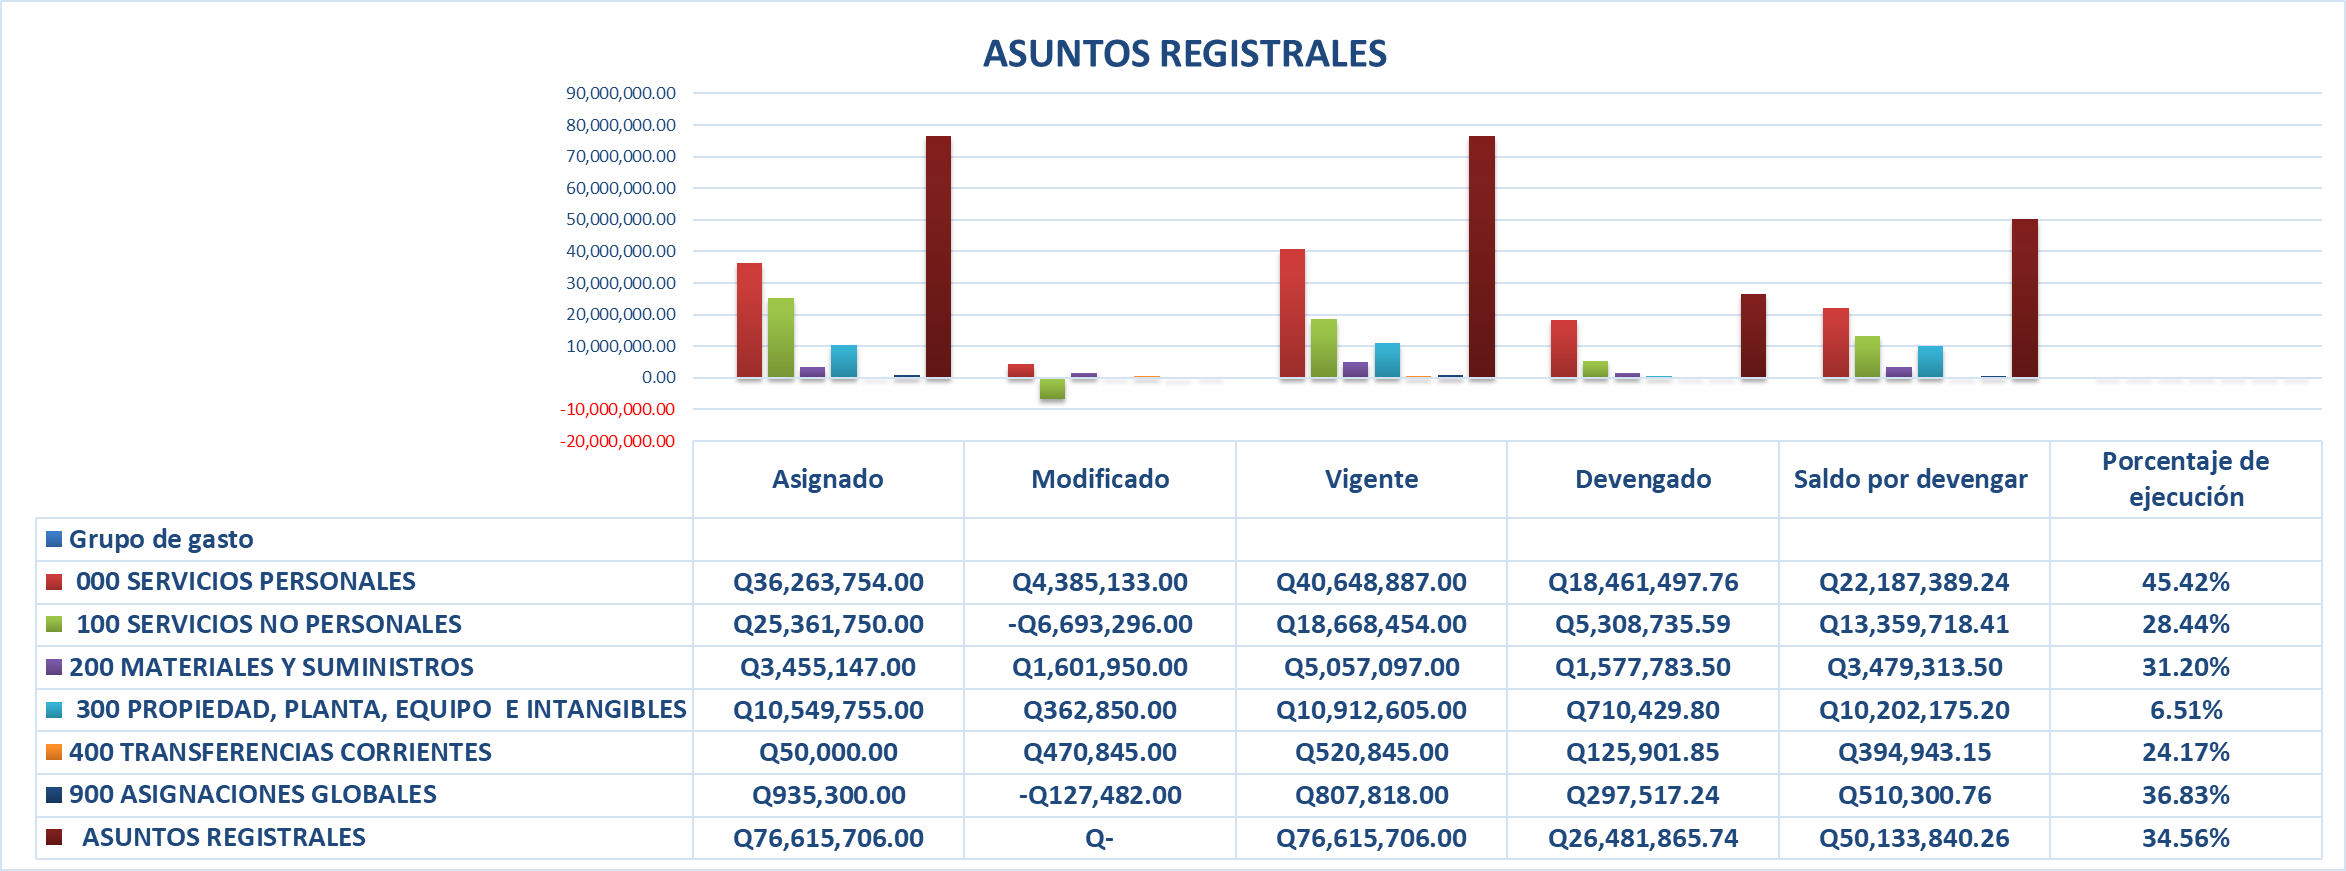 ASUNTOS REGISTRALES
90,000,000.00
80,000,000.00
70,000,000.00
60,000,000.00
50,000,000.00
40,000,000.00
30,000,000.00
20,000,000.00
10,000,000.00
0.00
-10,000,000.00
-20,000,000.00
Asignado Modificado Vigente Devengado Saldo por devengar Porcentaje de ejecución
Grupo de gasto
000 SERVICIOS PERSONALES Q36,263,754.00 Q4,385,133.00 Q40,648,887.00 Q18,461,497.76 Q22,187,389.24 45.42%
100 SERVICIOS NO PERSONALES Q25,361,750.00 -Q6,693,296.00 Q18,668,454.00 Q5,308,735.59 Q13,359,718.41 28.44%
200 MATERIALES Y SUMINISTROS Q3,455,147.00 Q1,601,950.00 Q5,057,097.00 Q1,577,783.50 Q3,479,313.50 31.20%
300 PROPIEDAD, PLANTA, EQUIPO E INTANGIBLES Q10,549,755.00 Q362,850.00 Q10,912,605.00 Q710,429.80 Q10,202,175.20 6.51%
400 TRANSFERENCIAS CORRIENTES Q50,000.00 Q470,845.00 Q520,845.00 Q125,901.85 Q394,943.15 24.17%
900 ASIGNACIONES GLOBALES Q935,300.00 -Q127,482.00 Q807,818.00 Q297,517.24 Q510,300.76 36.83%
ASUNTOS REGISTRALES Q76,615,706.00 Q- Q76,615,706.00 Q26,481,865.74 Q50,133,840.26 34.56%